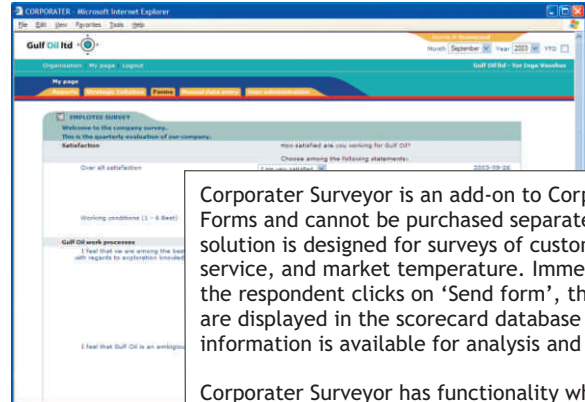 CORPORATER - Microsoft Internet Explorer
File Edit View Favorites Tools Help
Gulf Oil ltd
Home > Scorecard
Month September Year 2003 YTD
Organisation My page Logout
Gulf Oil ltd - Tor Inge Vasshus
My page
Reports Strategic Initiative Forms Manual data entry User administration
EMPLOYEE SURVEY
Welcome to the company survey.
This is the quarterly evaluation of our company.
Satisfaction
How satisfied are you working for Gulf Oil?
Choose among the following statements:
Over all satisfaction
I am very satisfied
2003-09-26
Working conditions (1 - 6 Best)
Gulf Oil work processes
I feel that we are among the best
with regards to exploration knowled
I feel that Gulf Oil is an ambigiou
Corporater Surveyor is an add-on to Corp
Forms and cannot be purchased separate
solution is designed for surveys of custom
service, and market temperature. Imme
the respondent clicks on ‘Send form’, th
are displayed in the scorecard database
information is available for analysis and
Corporater Surveyor has functionality wh